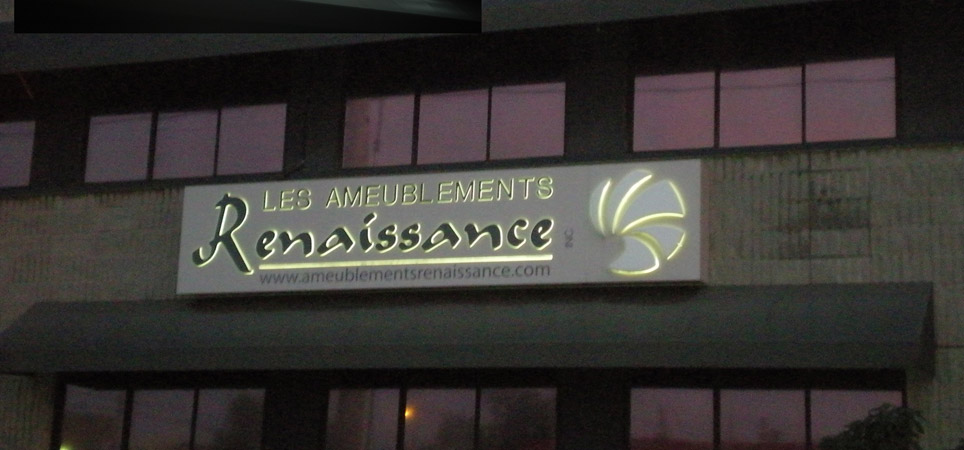 LES AMEUBLEMENTS
Renaissance INC.
www.ameublementsrenaissance.com